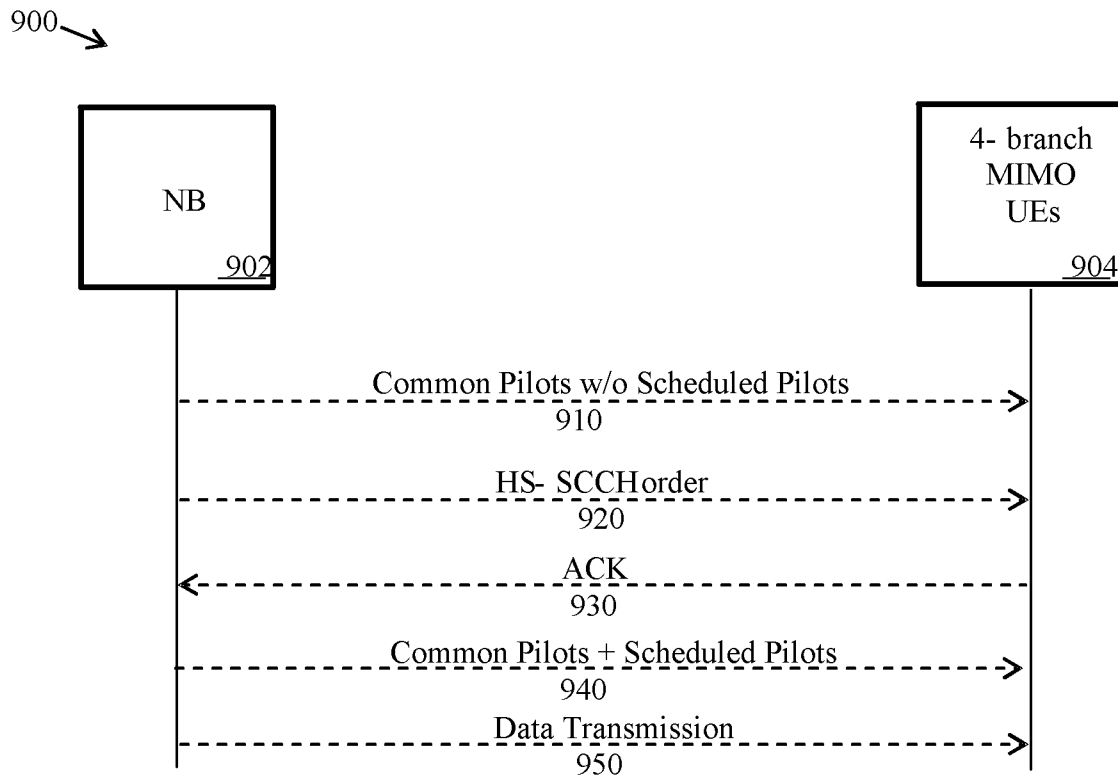 900
NB
902
4- branch
MIMO
UEs
904
Common Pilots w/o Scheduled Pilots
910
HS- SCCHorder
920
ACK
930
Common Pilots + Scheduled Pilots
940
Data Transmission
950